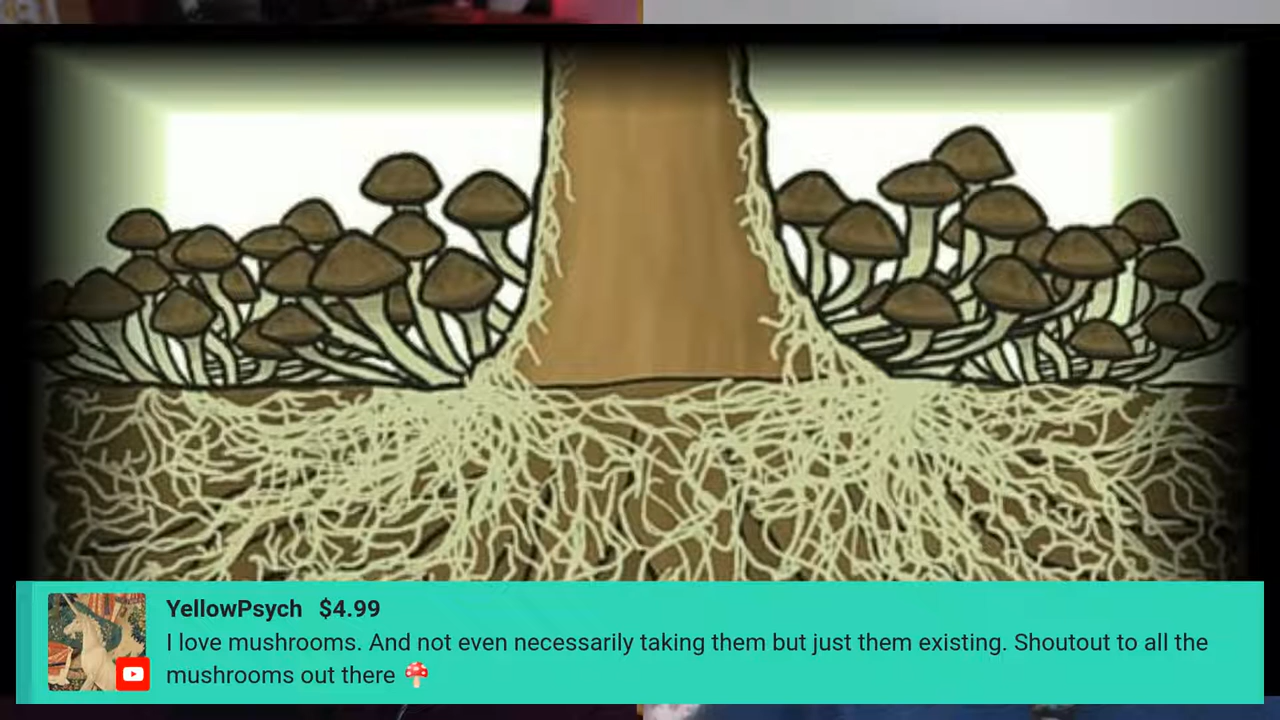 YellowPsych $4.99
I love mushrooms. And not even necessarily taking them but just them existing. Shoutout to all the
mushrooms out there 🍄